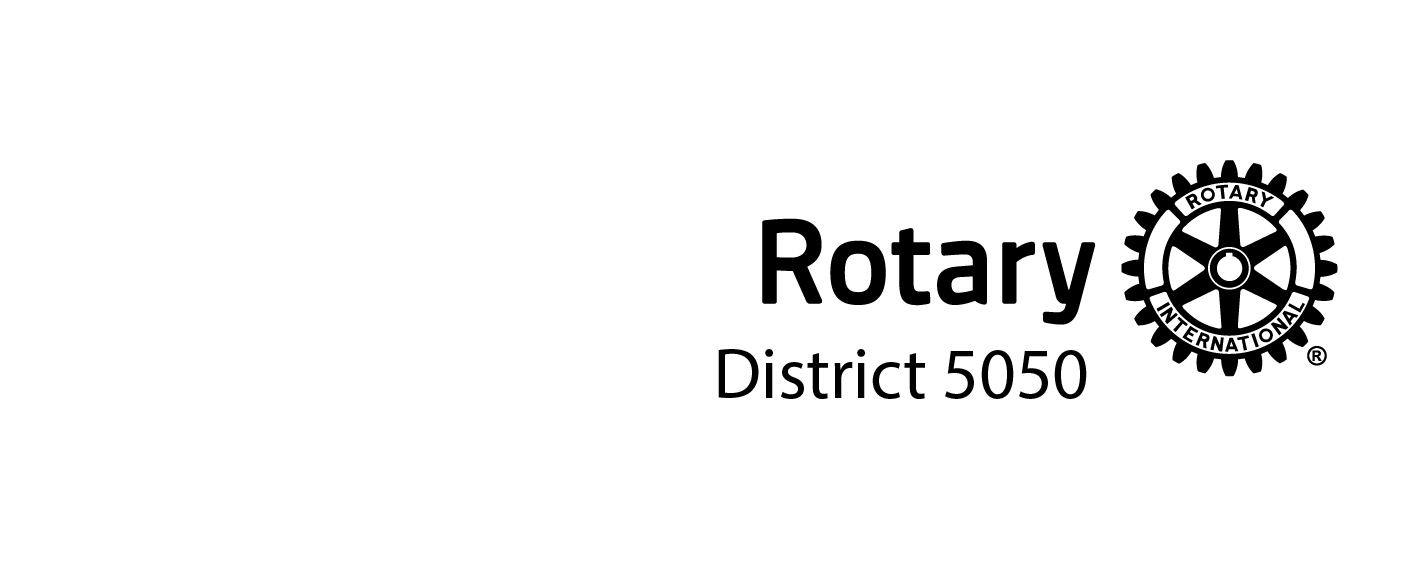 Rotary
District 5050
ROTARY
INTERNATIONAL
®